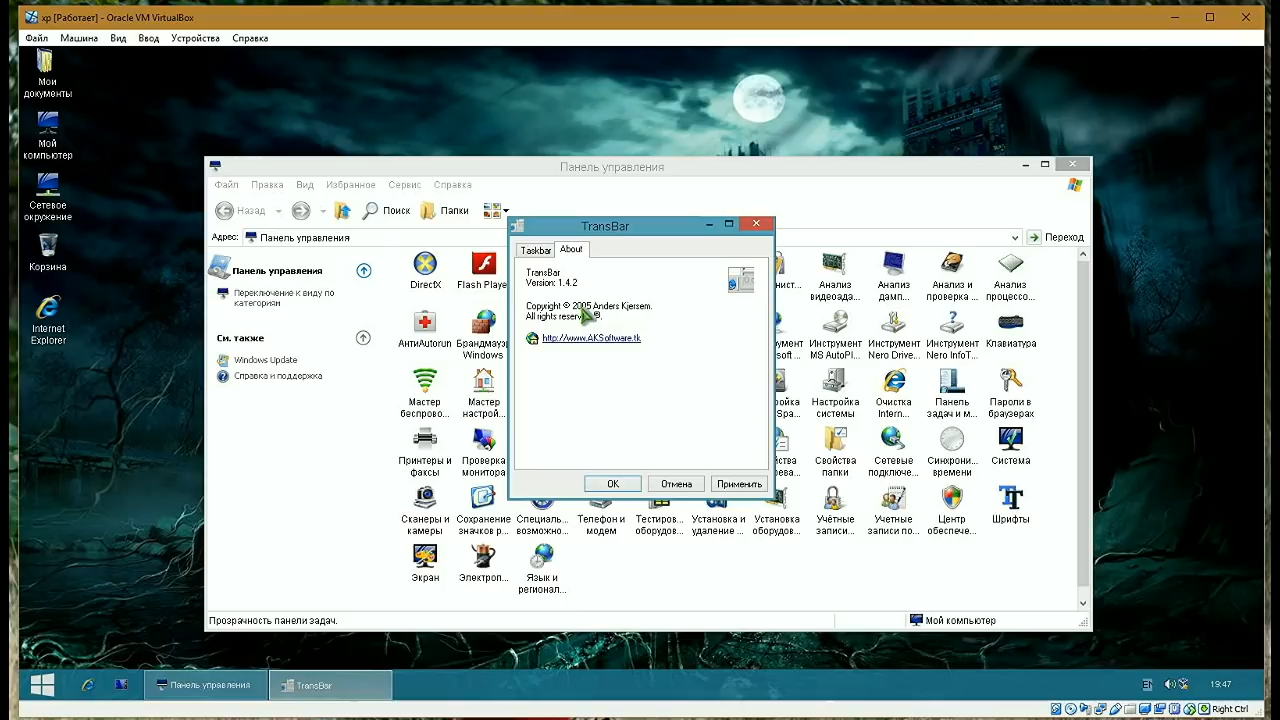 xp [Работает] - Oracle VM VirtualBox
Файл Машина Вид Ввод Устройства Справка
Мои документы
Мой компьютер
Сетевое окружение
Корзина
Internet Explorer
Панель управления
Файл Правка Вид Избранное Сервис Справка
Назад Поиск Папки
Адрес: Панель управления Переход
Панель управления
Переключение к виду по категориям
См. также
Windows Update
Справка и поддержка
DirectX
Flash Player
Анализ видеоада...
Анализ дамп...
Анализ и проверка ...
Анализ процессо...
АнтиAutorun
Брандмауэ Windows
Инструмент MS AutoPl...
Инструмент Nero Drive...
Инструмент Nero InfoT...
Клавиатура
Мастер беспрово...
Мастер настрой...
Настройка системы
Очистка Intern...
Панель задач и м...
Пароли в браузерах
Принтеры и факсы
Проверка монитора
Свойства папки
Сетевые подключе...
Синхрони... времени
Система
Сканеры и камеры
Сохранение значков р...
Специаль... возможно...
Телефон и модем
Тестиров... оборудов...
Установка и удаление ...
Установка оборудов...
Учётные записи...
Учетные записи по...
Центр обеспече...
Шрифты
Экран
Электроп...
Язык и регионал...
TransBar
Taskbar About
TransBar
Version: 1.4.2
Copyright © 2005 Anders Kjersem.
All rights
http://www.AKSoftware.tk
OK Отмена Применить
Прозрачность панели задач. Мой компьютер
Панель управления TransBar EN 19:47
Right Ctrl